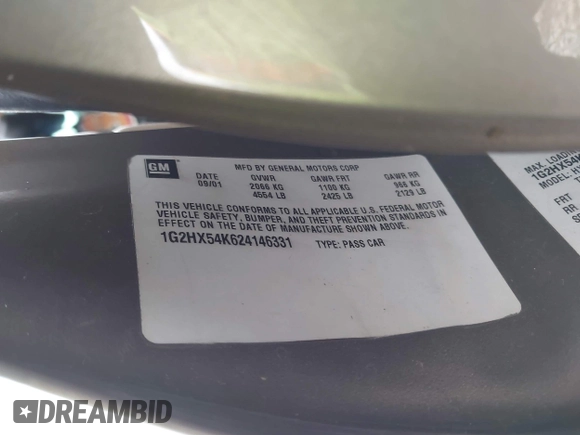 GM
MFD BY GENERAL MOTORS CORP
DATE GVWR GAWR FRT GAWR RR
09/01 2066 KG 1100 KG 966 KG
4554 LB 2425 LB 2129 LB
THIS VEHICLE CONFORMS TO ALL APPLICABLE U.S. FEDERAL MOTOR
VEHICLE SAFETY, BUMPER, AND THEFT PREVENTION STANDARDS IN
EFFECT ON THE DATE OF MANUFACTURE SHOWN ABOVE.
1G2HX54K624146331 TYPE: PASS CAR
MAX. LOADING
1G2HX54K
MODEL: H
FRT
RR
DREAMBID